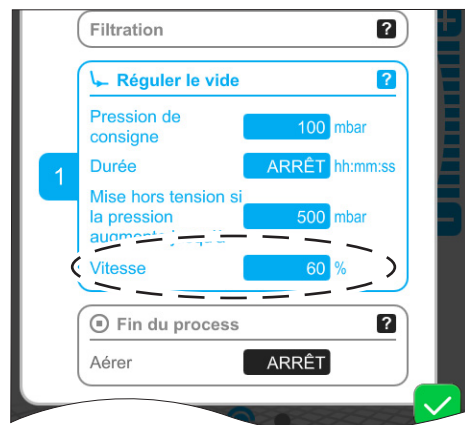 Filtration ?
Réguler le vide ?
Pression de
consigne
100 mbar
1
Durée ARRÊT hh:mm:ss
Mise hors tension si
la pression
500 mbar
Vitesse 60 %
Fin du process ?
Aérer ARRÊT